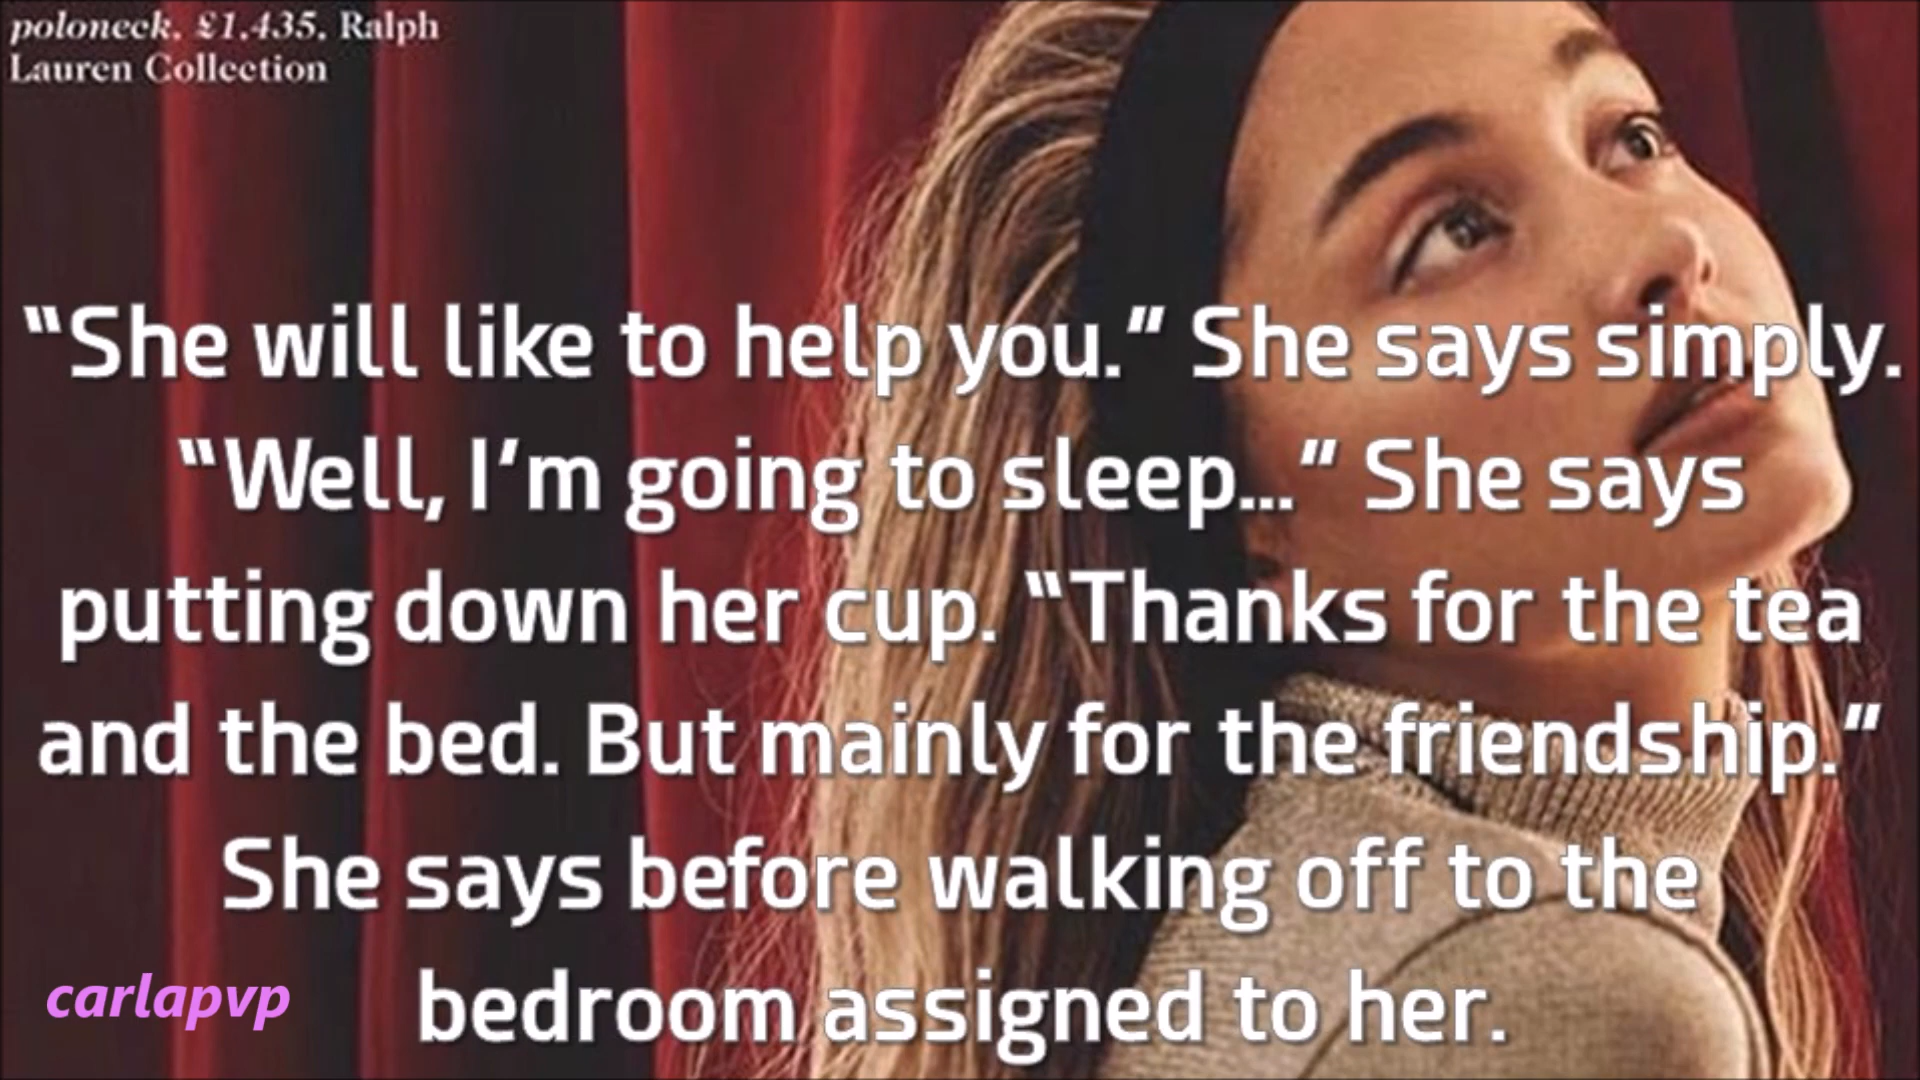 poloneck, £1,435, Ralph
Lauren Collection
“She will like to help you.” She says simply.
“Well, I’m going to sleep...” She says
putting down her cup. “Thanks for the tea
and the bed. But mainly for the friendship.”
She says before walking off to the
bedroom assigned to her.
carlapvp